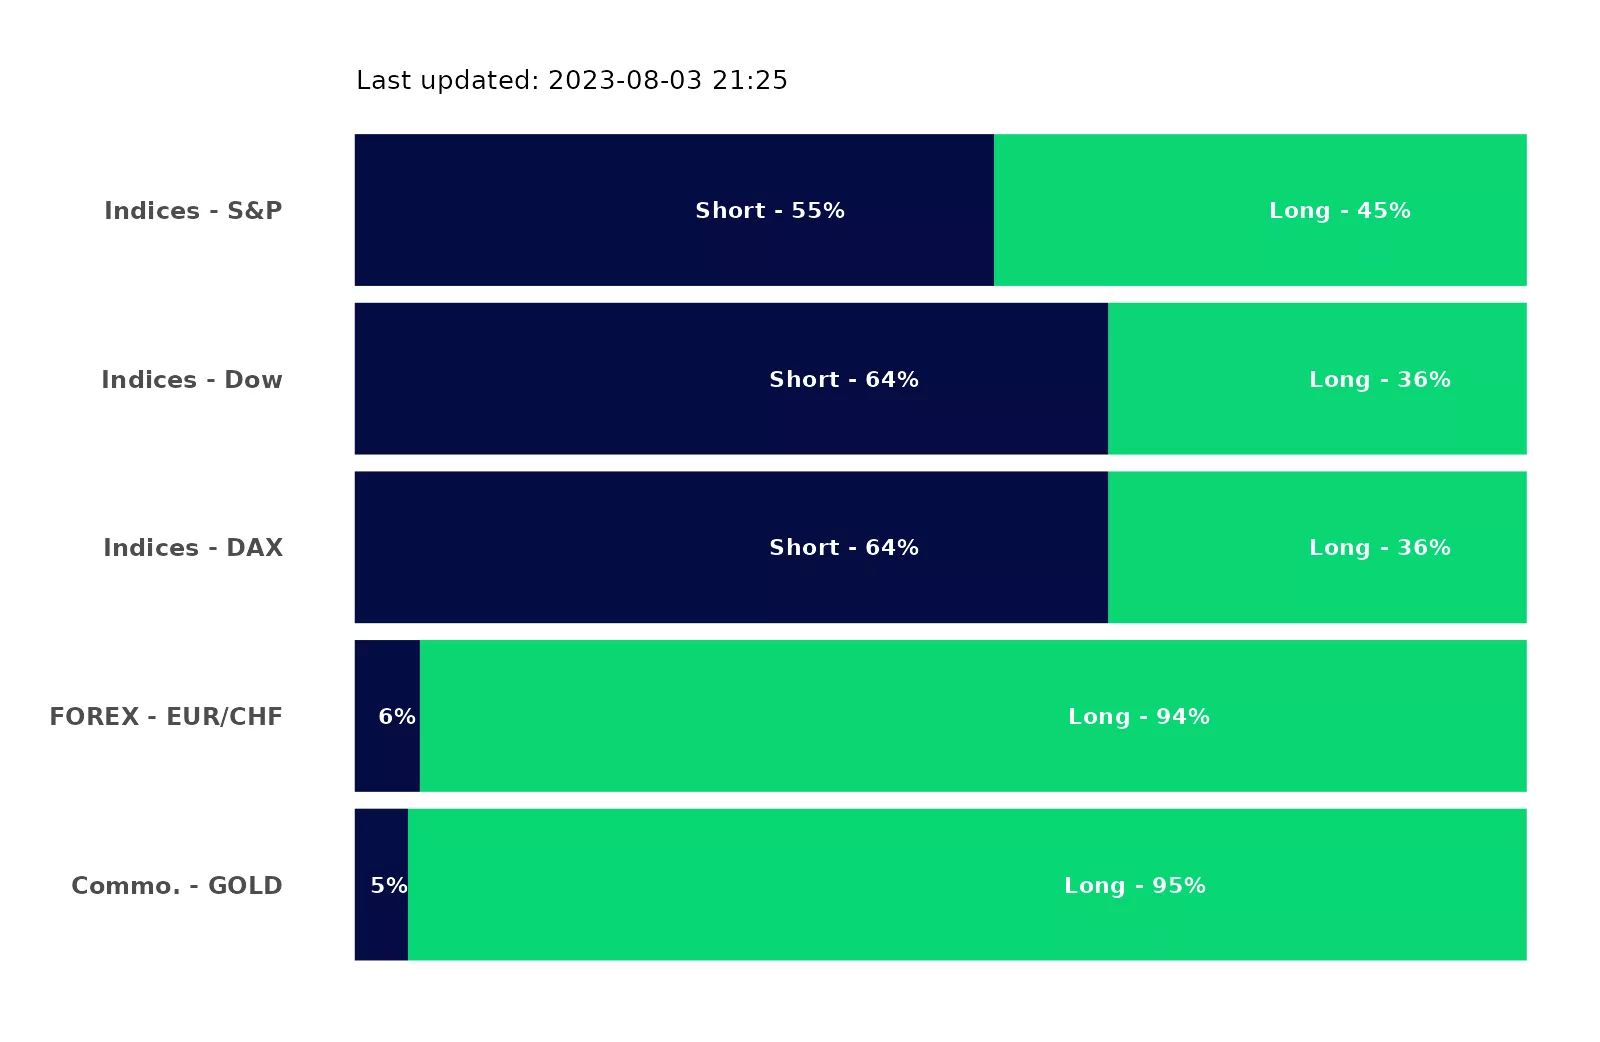 Last updated: 2023-08-03 21:25
Indices - S&P
Short - 55%
Long - 45%
Indices - Dow
Short - 64%
Long - 36%
Indices - DAX
Short - 64%
Long - 36%
FOREX - EUR/CHF
6%
Long - 94%
Commo. - GOLD
5%
Long - 95%